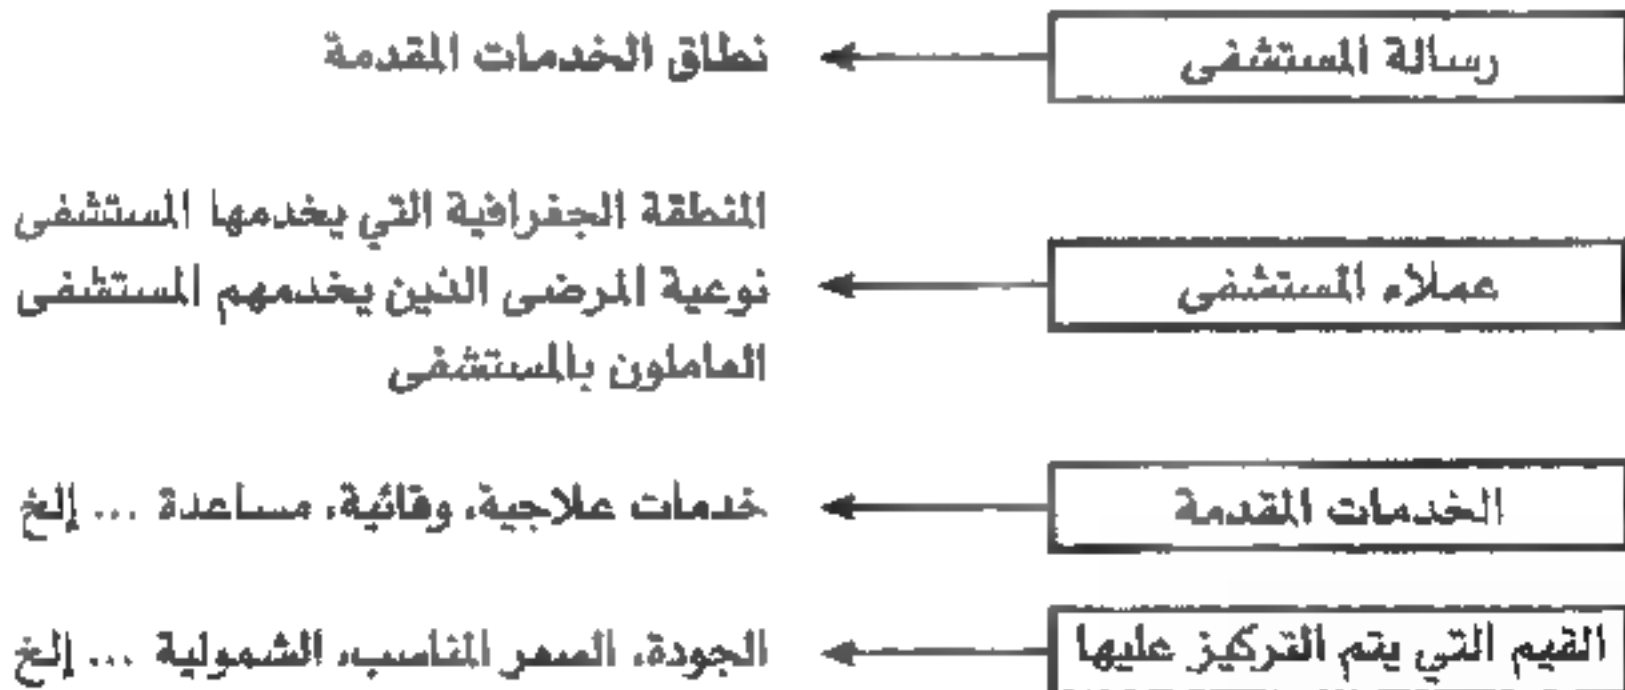 رسالة المستشفى
نطاق الخدمات المقدمة
عملاء المستشفى
المنطقة الجغرافية التي يخدمها المستشفى
نوعية المرضى الذين يخدمهم المستشفى
العاملون بالمستشفى
الخدمات المقدمة
خدمات علاجية، وقائية، مساعدة ... إلخ
القيم التي يتم التركيز عليها
الجودة، السعر المناسب، الشمولية ... إلخ